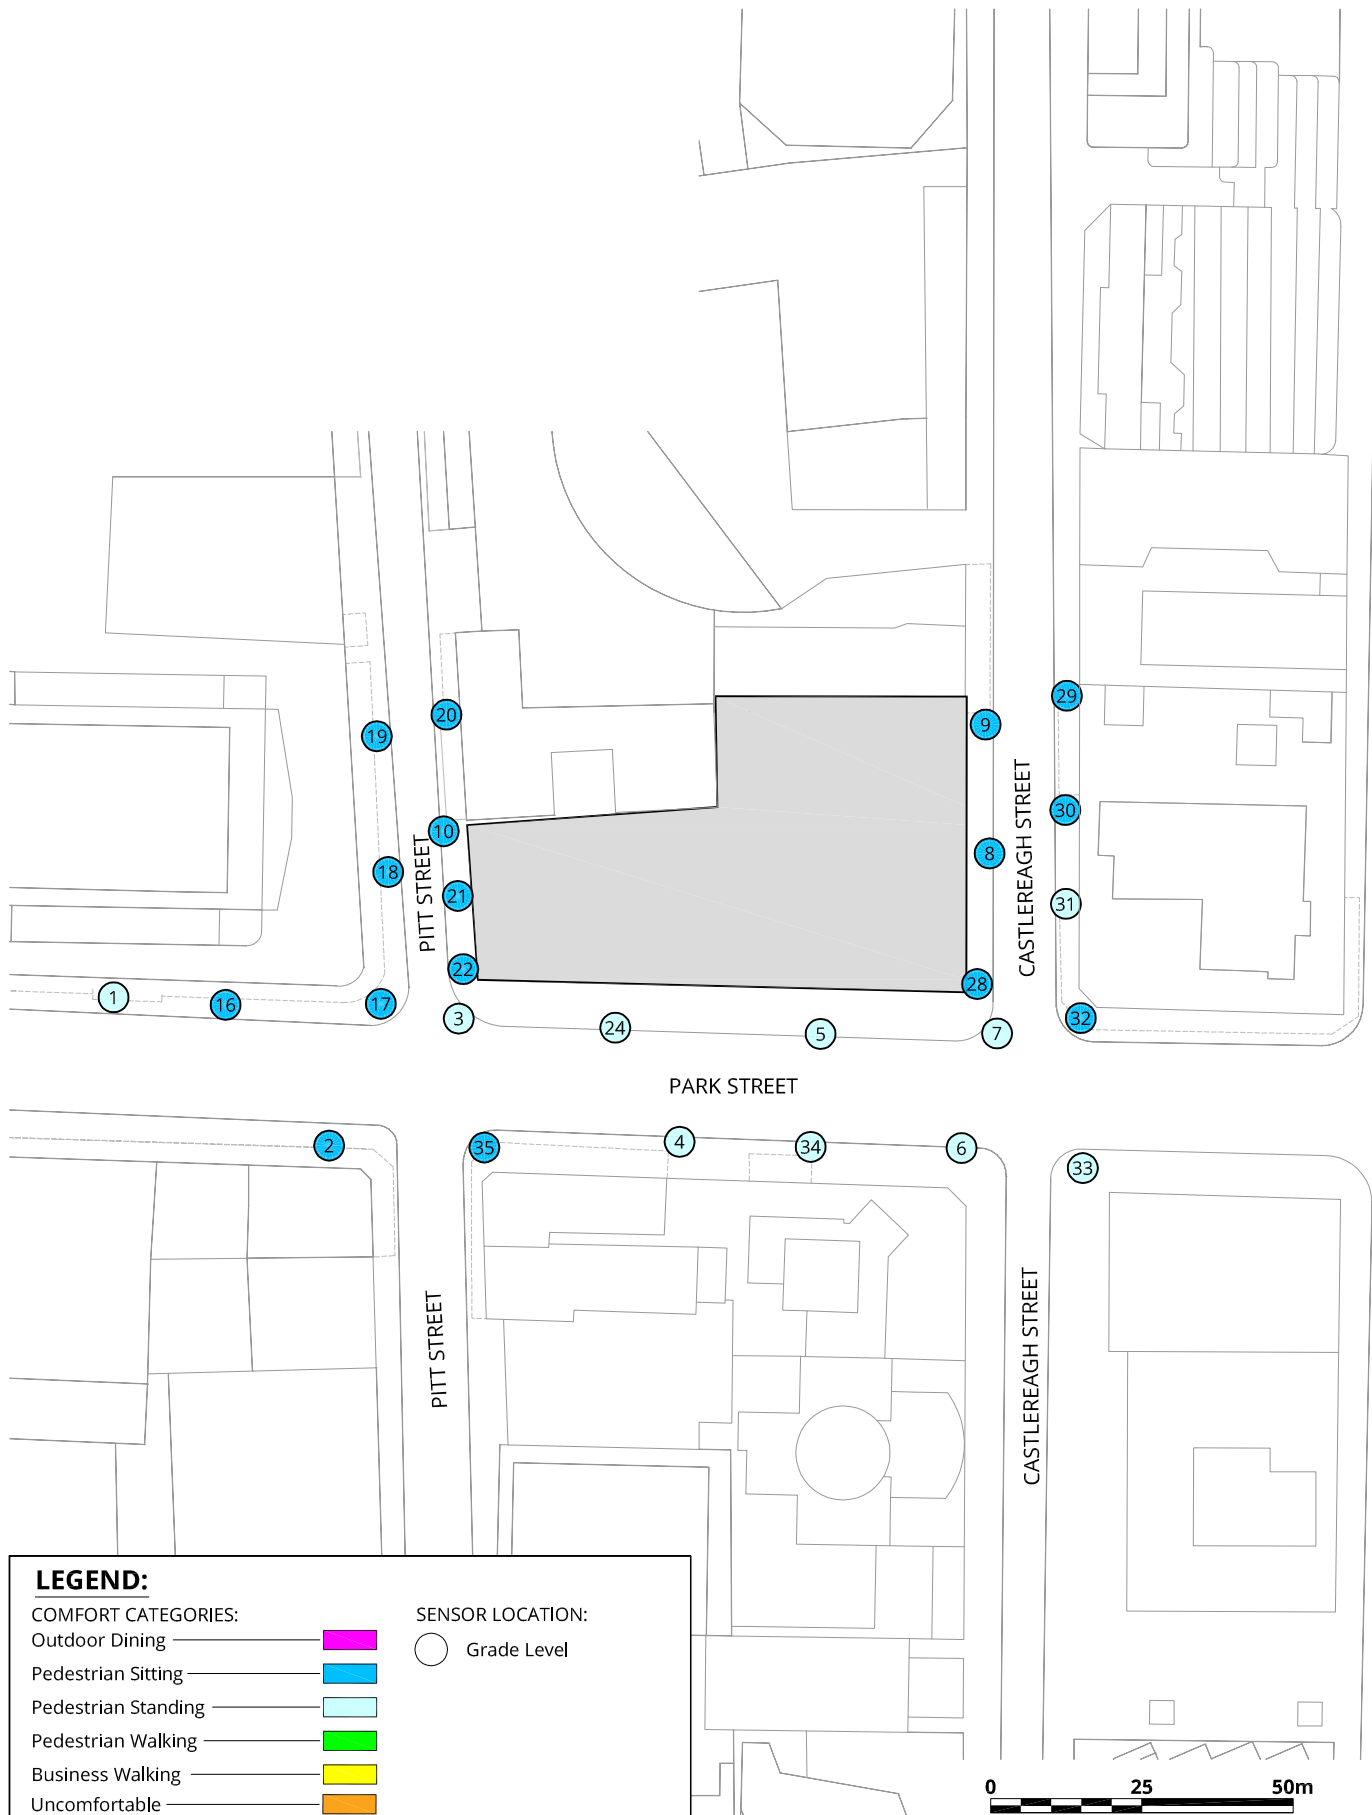 29
20
9
19
30
10
8
18
21
31
PITT STREET
CASTLEREAGH STREET
22
28
1
16
17
3
24
5
7
32
PARK STREET
2
35
4
34
6
33
PITT STREET
CASTLEREAGH STREET
LEGEND:
COMFORT CATEGORIES:
Outdoor Dining
Pedestrian Sitting
Pedestrian Standing
Pedestrian Walking
Business Walking
Uncomfortable
SENSOR LOCATION:
Grade Level
0 25 50m